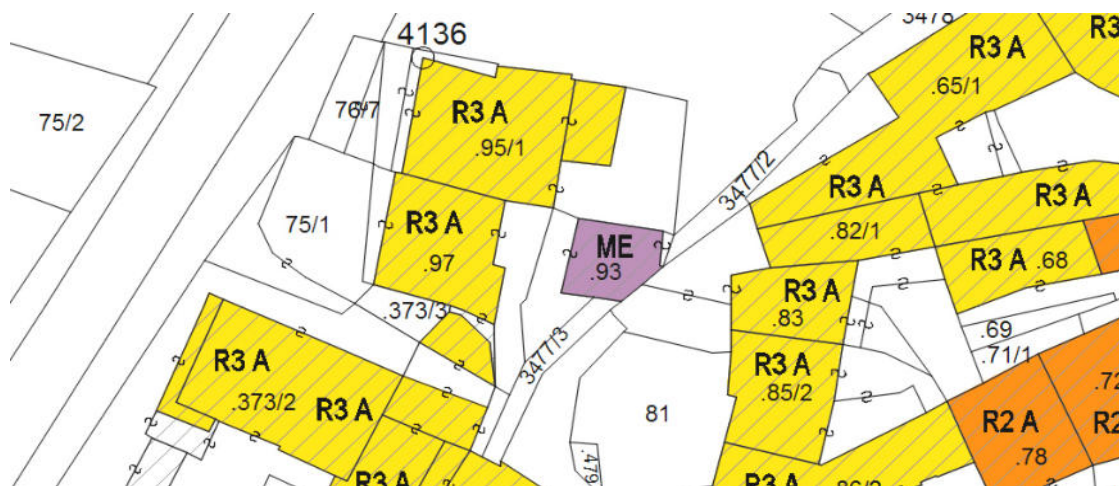 3478
R3
4136
R3 A
.65/1
75/2
76/7
R3 A
.95/1
3477/2
R3 A
R3 A
75/1
R3 A
.97
ME
.93
.82/1
R3 A
.68
R3 A
.83
.373/3
.69
.71/1
3477/3
R3 A
.373/2
R3 A
R3 A
.85/2
.72
81
R2 A
.78
R2
.479
R3 A
R3 A
.86/2